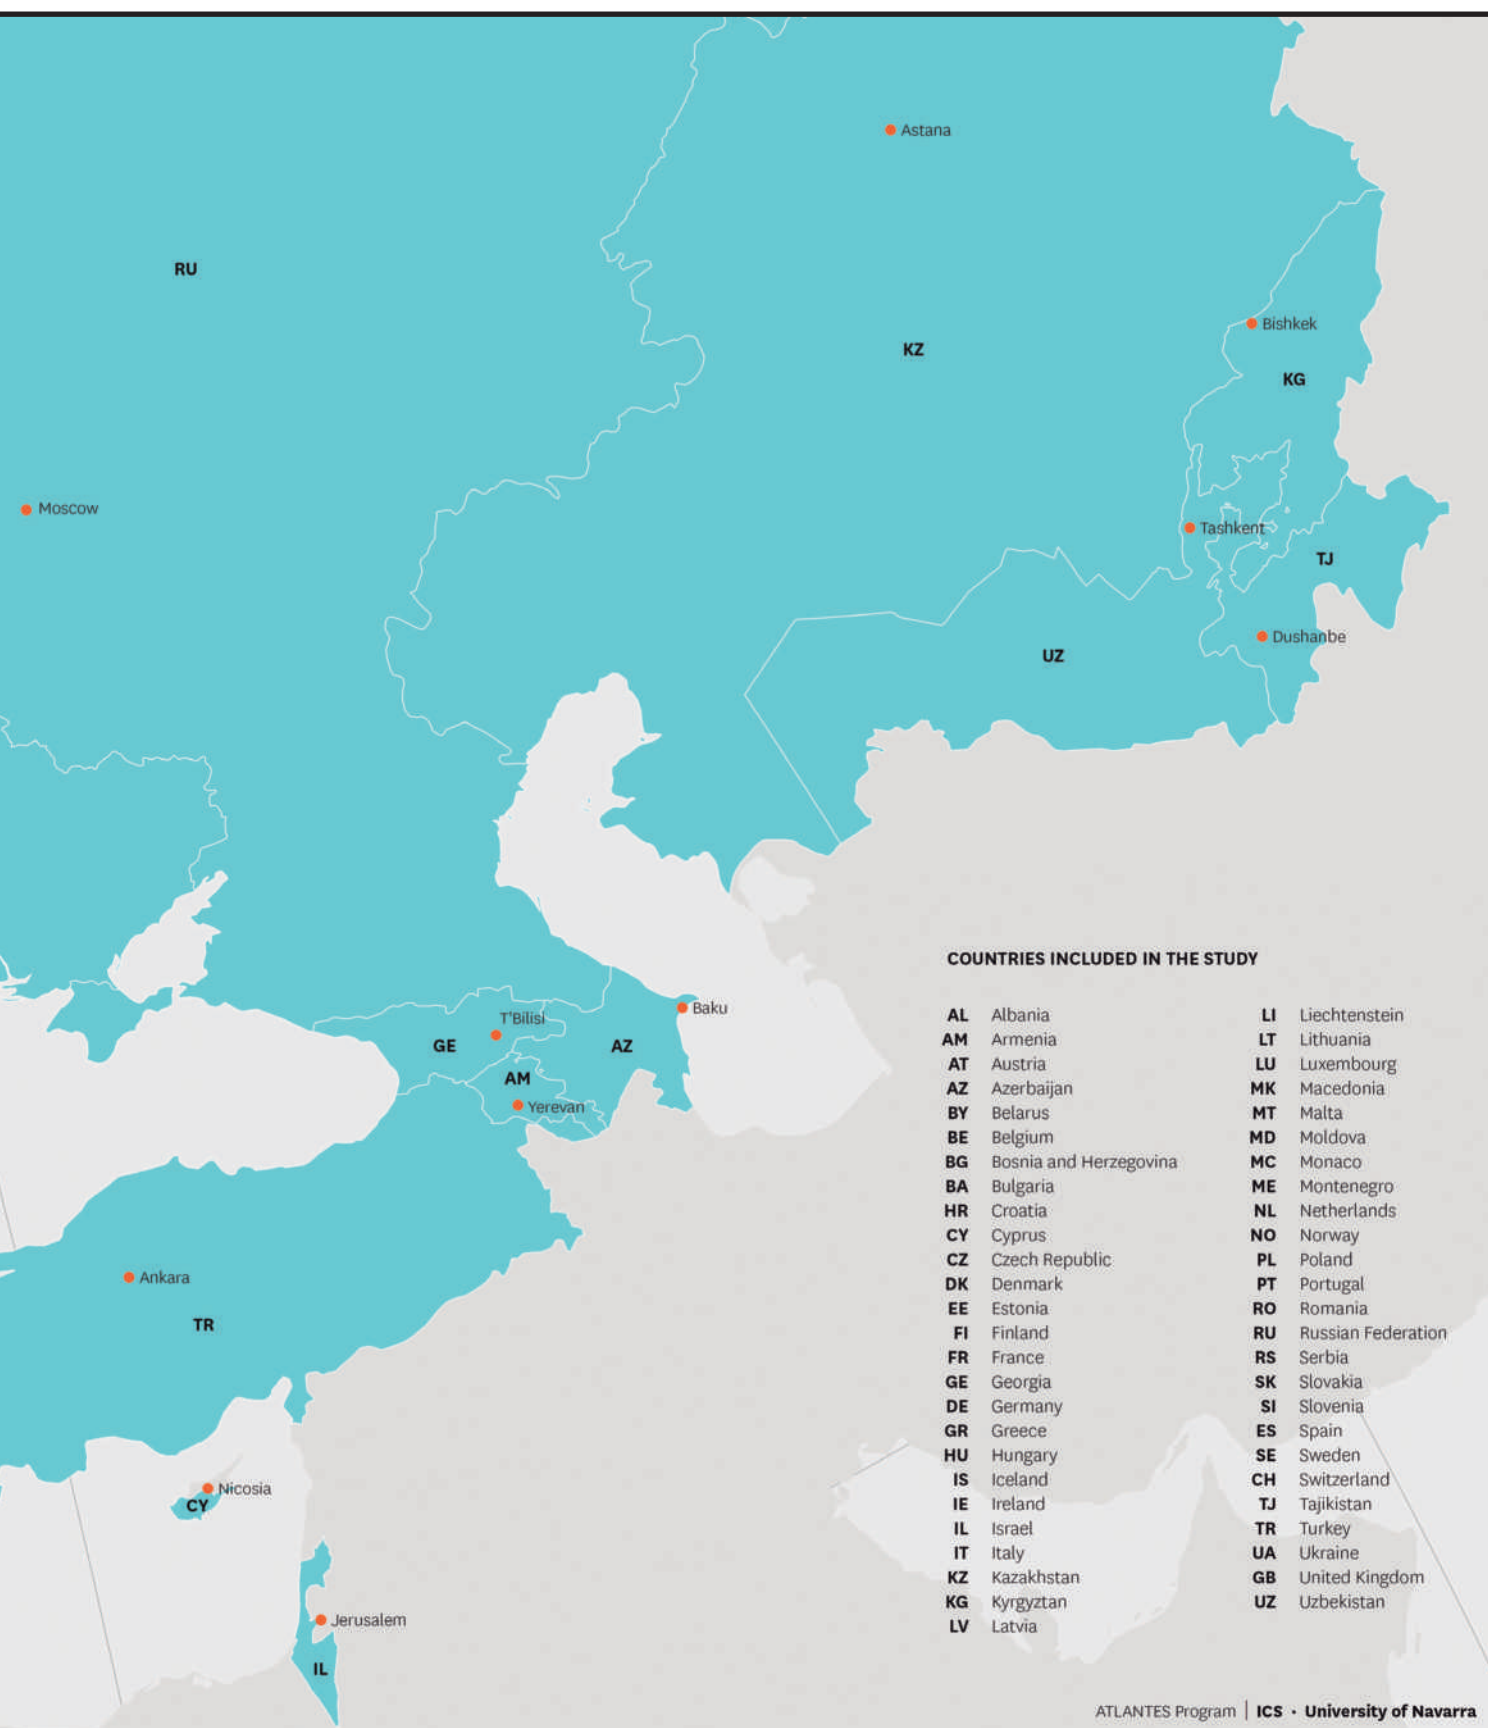 Astana
RU
Bishkek
KZ
KG
Moscow
Tashkent
TJ
Dushanbe
UZ
COUNTRIES INCLUDED IN THE STUDY
Baku
T'Bilisi
GE
AZ
AM
Yerevan
Ankara
TR
Nicosia
CY
Jerusalem
IL
AL Albania
AM Armenia
AT Austria
AZ Azerbaijan
BY Belarus
BE Belgium
BG Bosnia and Herzegovina
BA Bulgaria
HR Croatia
CY Cyprus
CZ Czech Republic
DK Denmark
EE Estonia
FI Finland
FR France
GE Georgia
DE Germany
GR Greece
HU Hungary
IS Iceland
IE Ireland
IL Israel
IT Italy
KZ Kazakhstan
KG Kyrgyztan
LV Latvia
LI Liechtenstein
LT Lithuania
LU Luxembourg
MK Macedonia
MT Malta
MD Moldova
MC Monaco
ME Montenegro
NL Netherlands
NO Norway
PL Poland
PT Portugal
RO Romania
RU Russian Federation
RS Serbia
SK Slovakia
SI Slovenia
ES Spain
SE Sweden
CH Switzerland
TJ Tajikistan
TR Turkey
UA Ukraine
GB United Kingdom
UZ Uzbekistan
ATLANTES Program | ICS · University of Navarra